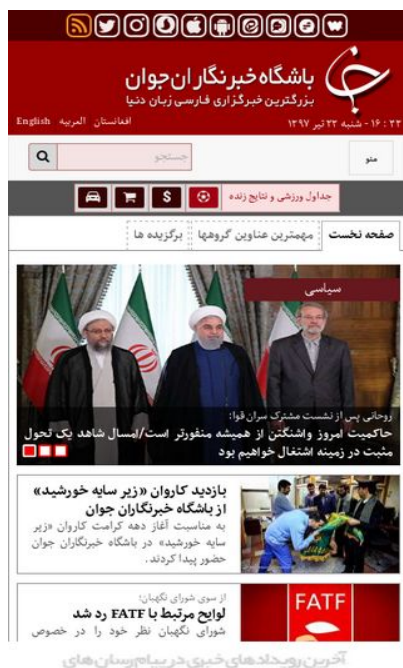 باشگاه خبرنگاران جوان
بزرگترین خبرگزاری فارسی زبان دنیا
۱۶ : ۲۲ - شنبه ۲۳ تیر ۱۳۹۷
افغانستان العربیه English
منو
جستجو
جداول ورزشی و نتایج زنده
صفحه نخست مهمترین عناوین گروهها برگزیده ها
سیاسی
روحانی پس از نشست مشترک سران قوا:
حاکمیت امروز واشنگتن از همیشه منفورتر است/امسال شاهد یک تحول
مثبت در زمینه اشتغال خواهیم بود
بازدید کاروان «زیر سایه خورشید»
از باشگاه خبرنگاران جوان
به مناسبت آغاز دهه کرامت کاروان «زیر
سایه خورشید» در باشگاه خبرنگاران جوان
حضور پیدا کردند.
FATF
از سوی شورای نگهبان؛
لوایح مرتبط با FATF رد شد
شورای نگهبان نظر خود را در خصوص
آخرین رویدادهای خبری در پیام‌رسان‌های